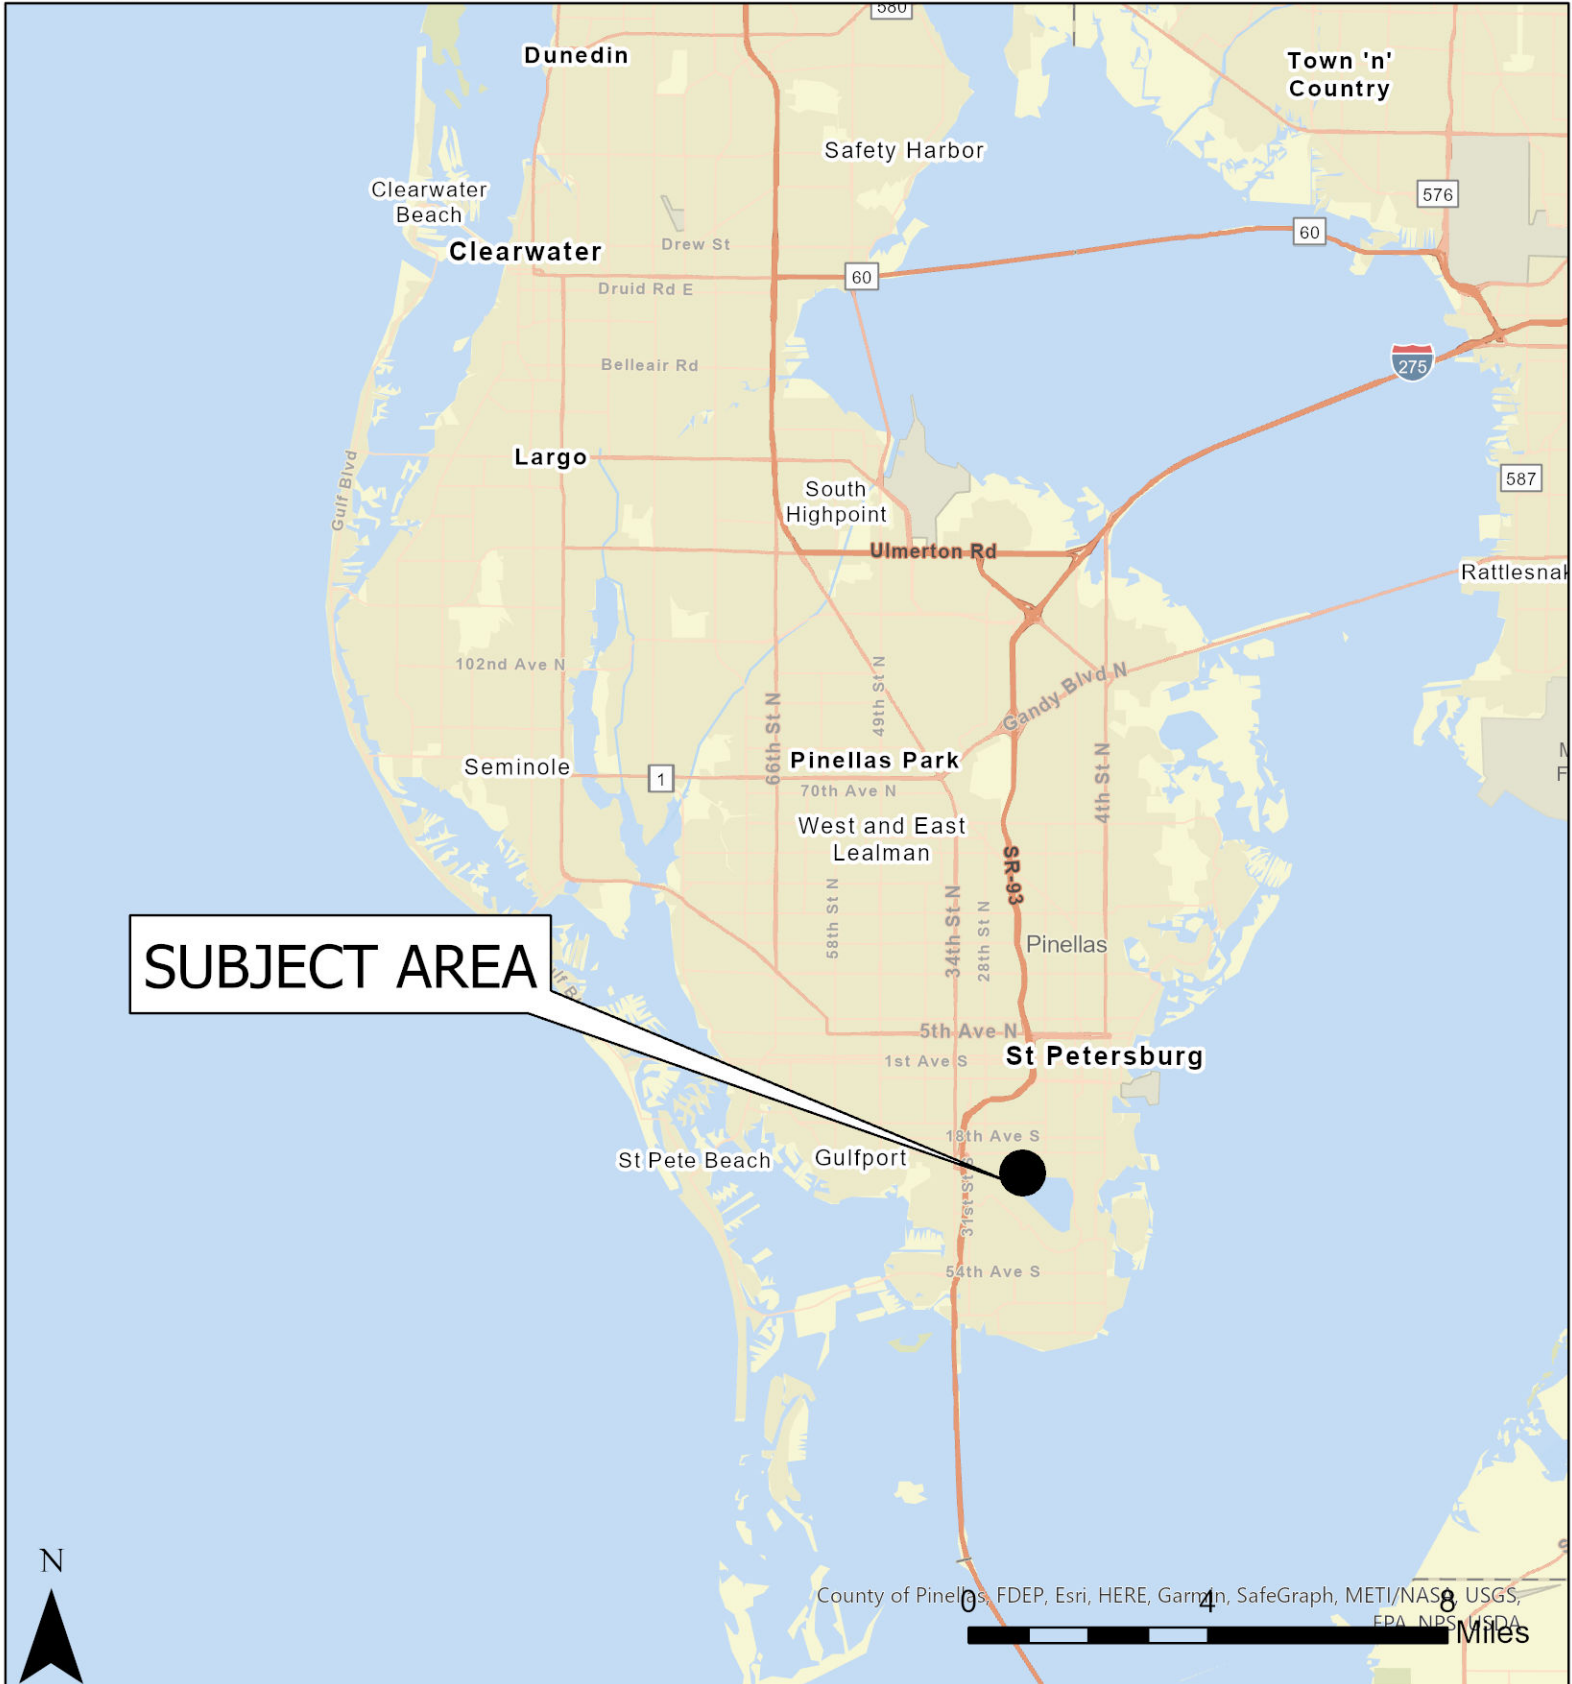 580
Dunedin
Town 'n'
Country
Safety Harbor
Clearwater
Beach
576
60
Drew St
Clearwater
60
Druid Rd E
Belleair Rd
275
Largo
Gulf Blvd
South
Highpoint
587
Ulmerton Rd
Rattlesnak
102nd Ave N
49th St N
Gandy Blvd N
66th St N
Pinellas Park
Seminole
1
70th Ave N
4th St N
West and East
Lealman
SR-93
58th St N
34th St N
28th St N
Pinellas
SUBJECT AREA
5th Ave N
St Petersburg
1st Ave S
18th Ave S
St Pete Beach
Gulfport
31st St S
54th Ave S
N
County of Pinellas, FDEP, Esri, HERE, Garmin, SafeGraph, METI/NASA, USGS,
EPA, NPS, USDA
0 4 8
Miles